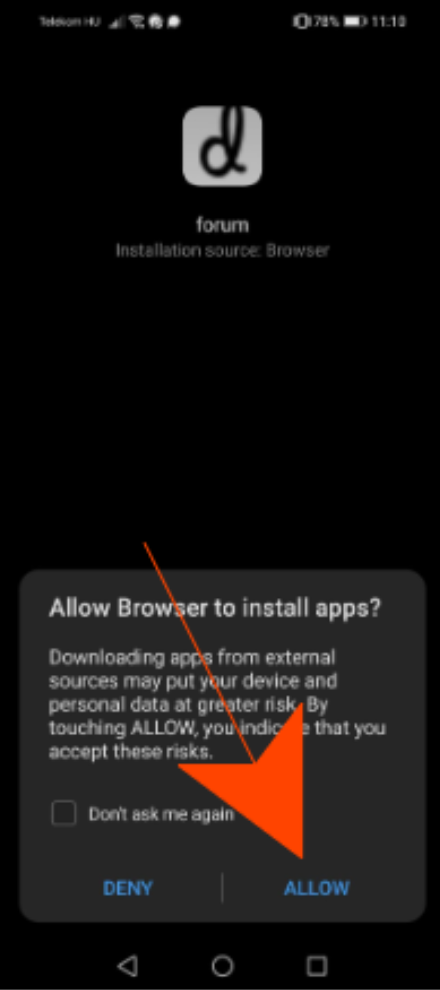 Telekom HU 78% 11:10
forum
Installation source: Browser
Allow Browser to install apps?
Downloading apps from external
sources may put your device and
personal data at greater risk. By
touching ALLOW, you indicate that you
accept these risks.
Don't ask me again
DENY ALLOW